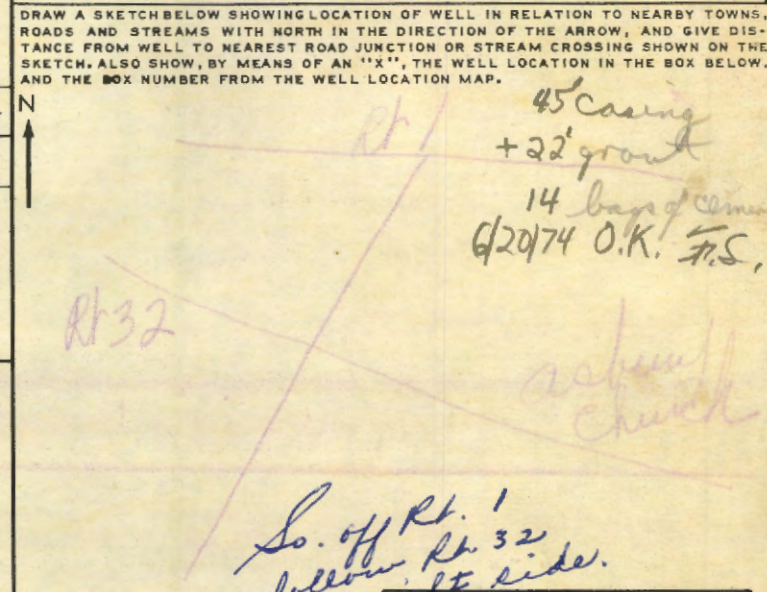 DRAW A SKETCH BELOW SHOWING LOCATION OF WELL IN RELATION TO NEARBY TOWNS,
ROADS AND STREAMS WITH NORTH IN THE DIRECTION OF THE ARROW, AND GIVE DIS-
TANCE FROM WELL TO NEAREST ROAD JUNCTION OR STREAM CROSSING SHOWN ON THE
SKETCH. ALSO SHOW, BY MEANS OF AN "X", THE WELL LOCATION IN THE BOX BELOW,
AND THE BOX NUMBER FROM THE WELL LOCATION MAP.
N
45' Casing
+22' grout
14 bags of cemen
6/20/74 O.K. F.S.
Rt 1
Rt 32
Church
So. off Rt. 1
follow Rt. 32
side.